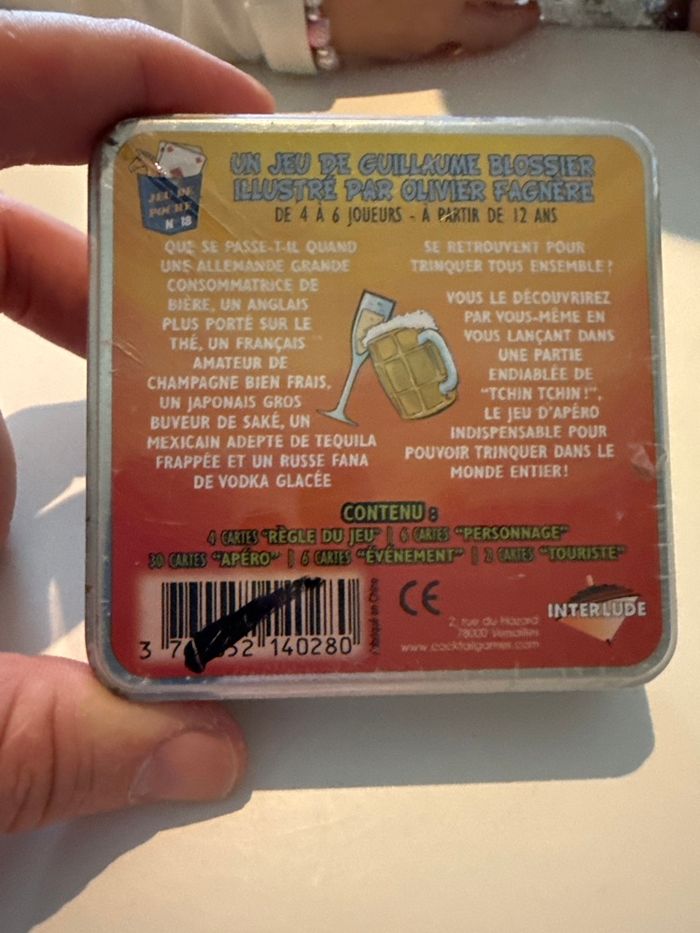 JEU DE
POCHE
N°18
UN JEU DE GUILLAUME BLOSSIER
ILLUSTRÉ PAR OLIVIER FAGNÈRE
DE 4 À 6 JOUEURS - À PARTIR DE 12 ANS
QUE SE PASSE-T-IL QUAND
UNE ALLEMANDE GRANDE
CONSOMMATRICE DE
BIÈRE, UN ANGLAIS
PLUS PORTÉ SUR LE
THÉ, UN FRANÇAIS
AMATEUR DE
CHAMPAGNE BIEN FRAIS,
UN JAPONAIS GROS
BUVEUR DE SAKÉ, UN
MEXICAIN ADEPTE DE TEQUILA
FRAPPÉE ET UN RUSSE FANA
DE VODKA GLACÉE
SE RETROUVENT POUR
TRINQUER TOUS ENSEMBLE ?
VOUS LE DÉCOUVRIREZ
PAR VOUS-MÊME EN
VOUS LANÇANT DANS
UNE PARTIE
ENDIABLÉE DE
"TCHIN TCHIN !",
LE JEU D'APÉRO
INDISPENSABLE POUR
POUVOIR TRINQUER DANS LE
MONDE ENTIER !
CONTENU :
4 CARTES "RÈGLE DU JEU" | 6 CARTES "PERSONNAGE"
30 CARTES "APÉRO" | 6 CARTES "ÉVÉNEMENT" | 2 CARTES "TOURISTE"
3 52 140280
Fabriqué en Chine
CE
2, rue du Hazard
78000 Versailles
www.cocktailgames.com
INTERLUDE